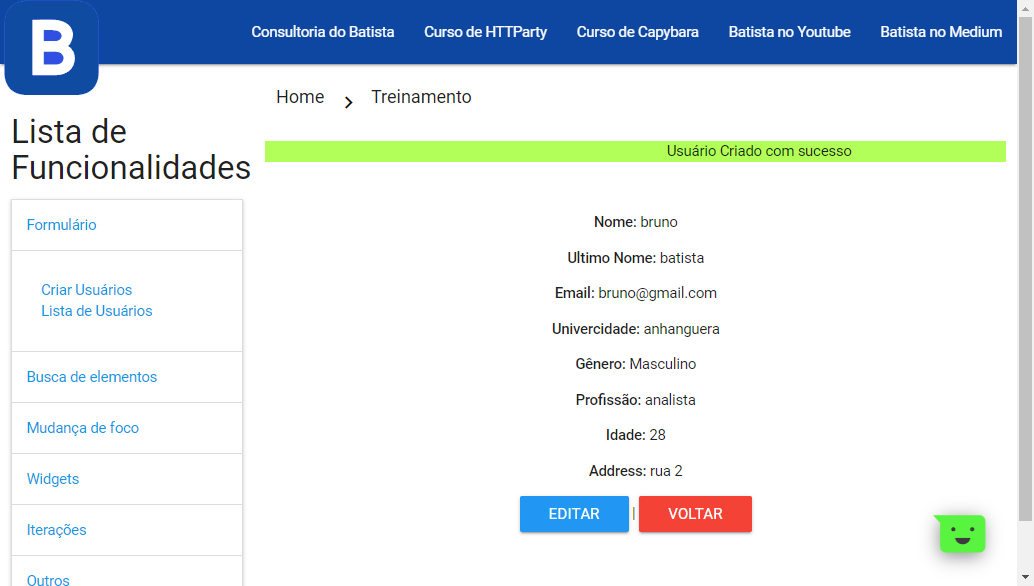 B
Consultoria do Batista
Curso de HTTParty
Curso de Capybara
Batista no Youtube
Batista no Medium
Home
Treinamento
Lista de
Funcionalidades
Formulário
Criar Usuários
Lista de Usuários
Busca de elementos
Mudança de foco
Widgets
Iterações
Outros
Usuário Criado com sucesso
Nome: bruno
Ultimo Nome: batista
Email: bruno@gmail.com
Univercidade: anhanguera
Gênero: Masculino
Profissão: analista
Idade: 28
Address: rua 2
EDITAR | VOLTAR